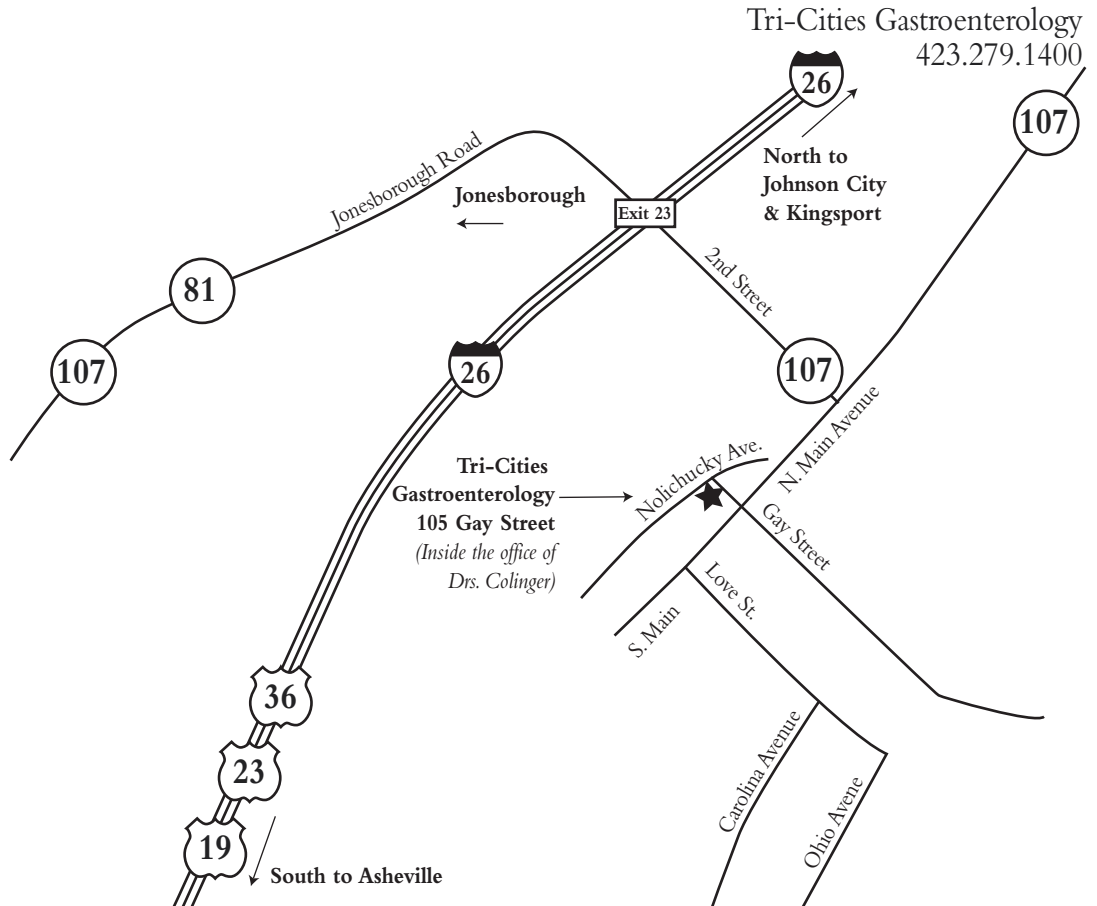 Tri-Cities Gastroenterology
423.279.1400
26
107
North to
Johnson City
& Kingsport
Jonesborough Road
Jonesborough
Exit 23
2nd Street
81
107
26
107
N. Main Avenue
Nolichucky Ave.
Tri-Cities
Gastroenterology
105 Gay Street
(Inside the office of
Drs. Colinger)
Gay Street
Love St.
S. Main
36
23
19
South to Asheville
Carolina Avenue
Ohio Avene